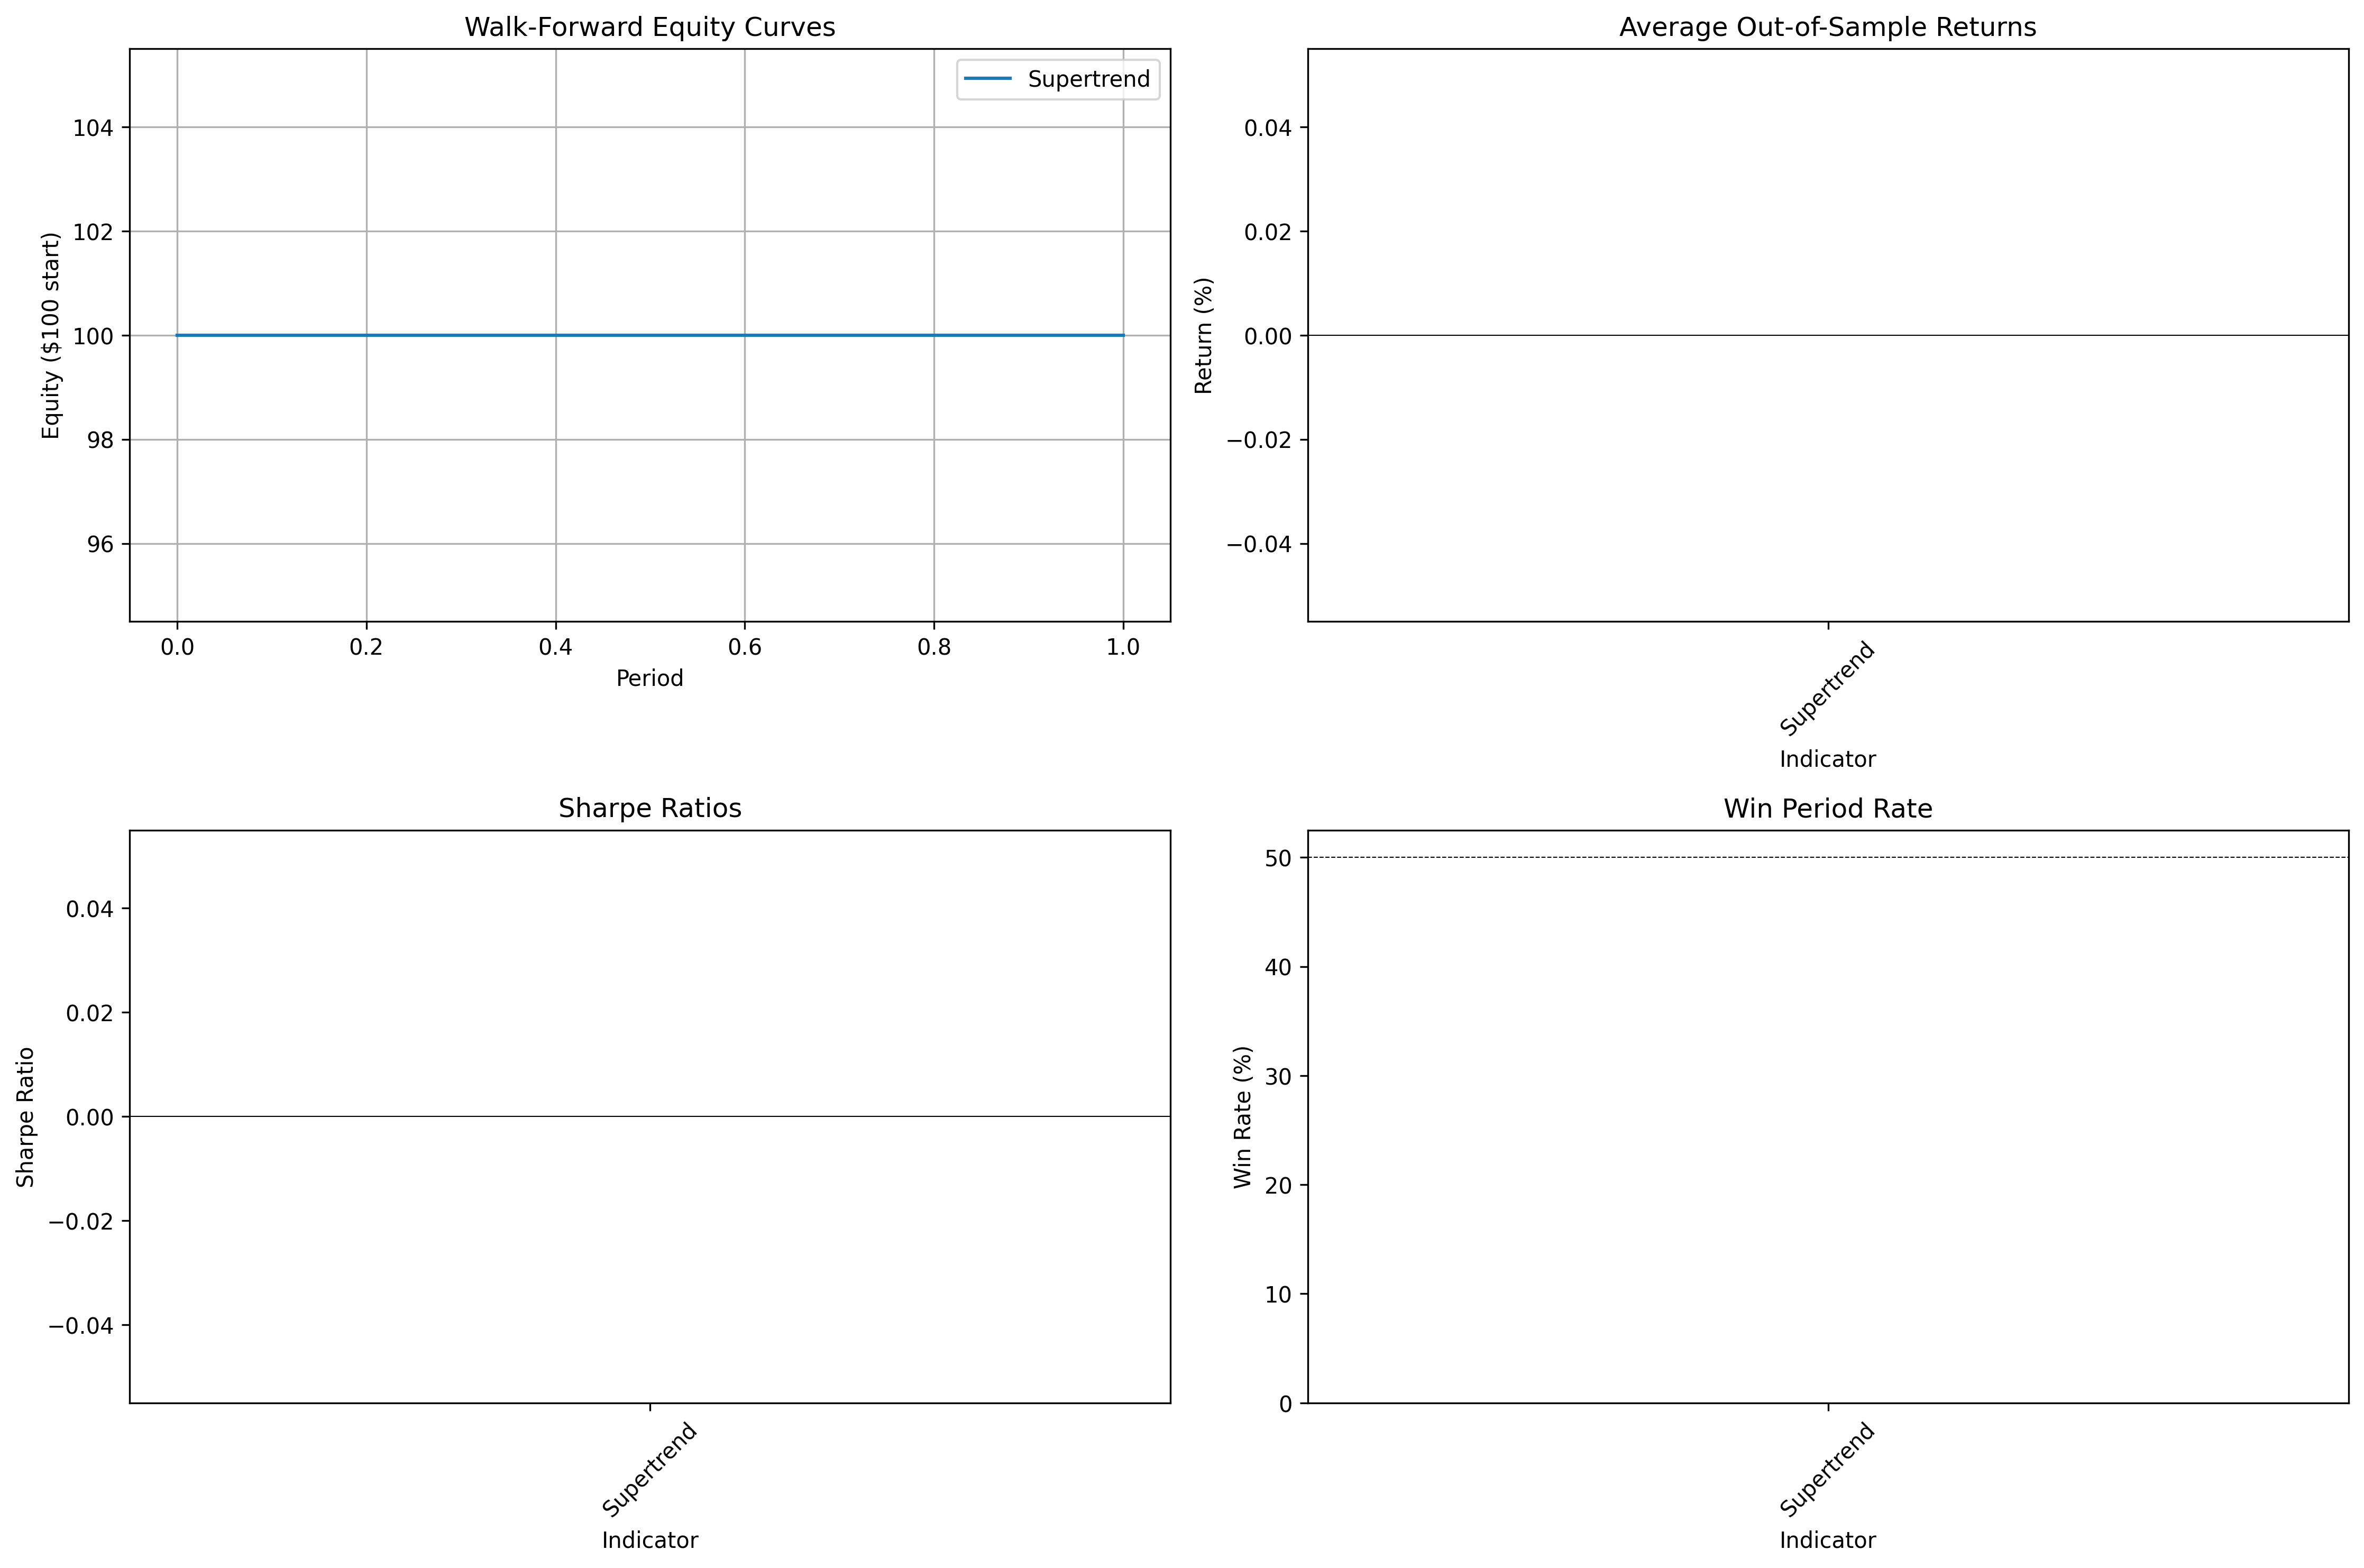 Walk-Forward Equity Curves
Supertrend
104
102
100
98
96
Equity ($100 start)
0.0 0.2 0.4 0.6 0.8 1.0
Period
Average Out-of-Sample Returns
0.04
0.02
0.00
−0.02
−0.04
Return (%)
Supertrend
Indicator
Sharpe Ratios
0.04
0.02
0.00
−0.02
−0.04
Sharpe Ratio
Supertrend
Indicator
Win Period Rate
50
40
30
20
10
0
Win Rate (%)
Supertrend
Indicator